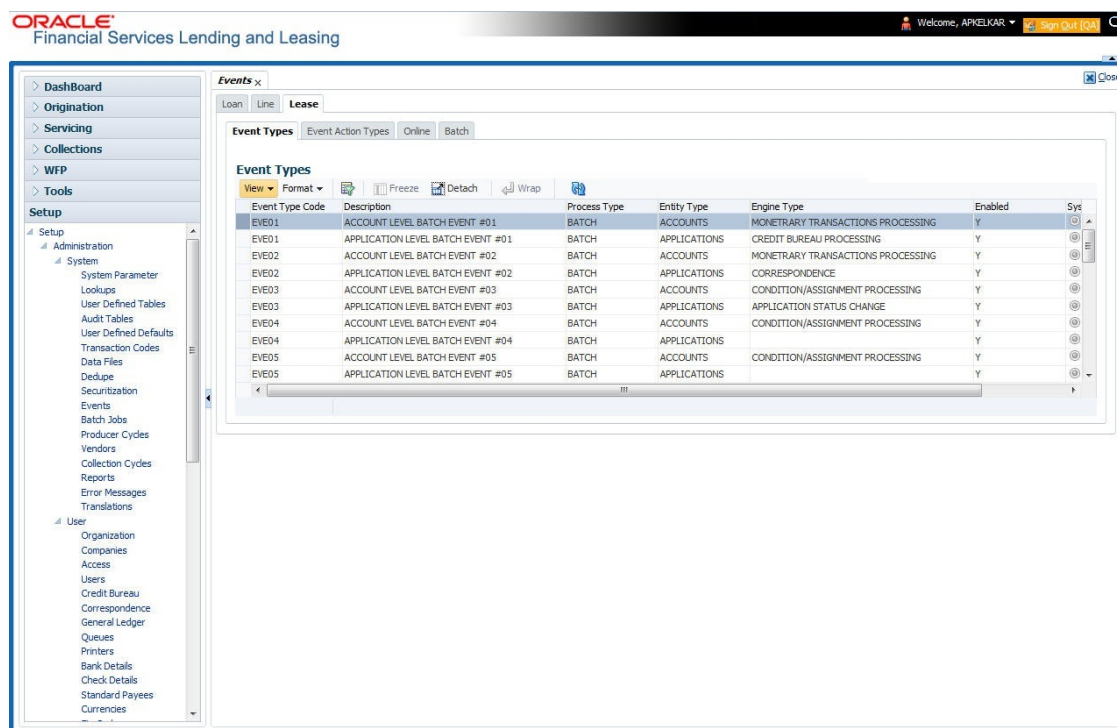 ORACLE'
Financial Services Lending and Leasing
Welcome, APKELKAR
Sign Out [QA]
DashBoard
Origination
Servicing
Collections
WFP
Tools
Setup
Setup
Administration
System
System Parameter
Lookups
User Defined Tables
Audit Tables
User Defined Defaults
Transaction Codes
Data Files
Dedupe
Securitization
Events
Batch Jobs
Producer Cycles
Vendors
Collection Cycles
Reports
Error Messages
Translations
User
Organization
Companies
Access
Users
Credit Bureau
Correspondence
General Ledger
Queues
Printers
Bank Details
Check Details
Standard Payees
Currencies
Events
Close
Loan Line Lease
Event Types Event Action Types Online Batch
Event Types
View Format Freeze Detach Wrap
Event Type Code Description Process Type Entity Type Engine Type Enabled Sys
EVE01 ACCOUNT LEVEL BATCH EVENT #01 BATCH ACCOUNTS MONETRARY TRANSACTIONS PROCESSING Y
EVE01 APPLICATION LEVEL BATCH EVENT #01 BATCH APPLICATIONS CREDIT BUREAU PROCESSING Y
EVE02 ACCOUNT LEVEL BATCH EVENT #02 BATCH ACCOUNTS MONETRARY TRANSACTIONS PROCESSING Y
EVE02 APPLICATION LEVEL BATCH EVENT #02 BATCH APPLICATIONS CORRESPONDENCE Y
EVE03 ACCOUNT LEVEL BATCH EVENT #03 BATCH ACCOUNTS CONDITION/ASSIGNMENT PROCESSING Y
EVE03 APPLICATION LEVEL BATCH EVENT #03 BATCH APPLICATIONS APPLICATION STATUS CHANGE Y
EVE04 ACCOUNT LEVEL BATCH EVENT #04 BATCH ACCOUNTS CONDITION/ASSIGNMENT PROCESSING Y
EVE04 APPLICATION LEVEL BATCH EVENT #04 BATCH APPLICATIONS Y
EVE05 ACCOUNT LEVEL BATCH EVENT #05 BATCH ACCOUNTS CONDITION/ASSIGNMENT PROCESSING Y
EVE05 APPLICATION LEVEL BATCH EVENT #05 BATCH APPLICATIONS Y